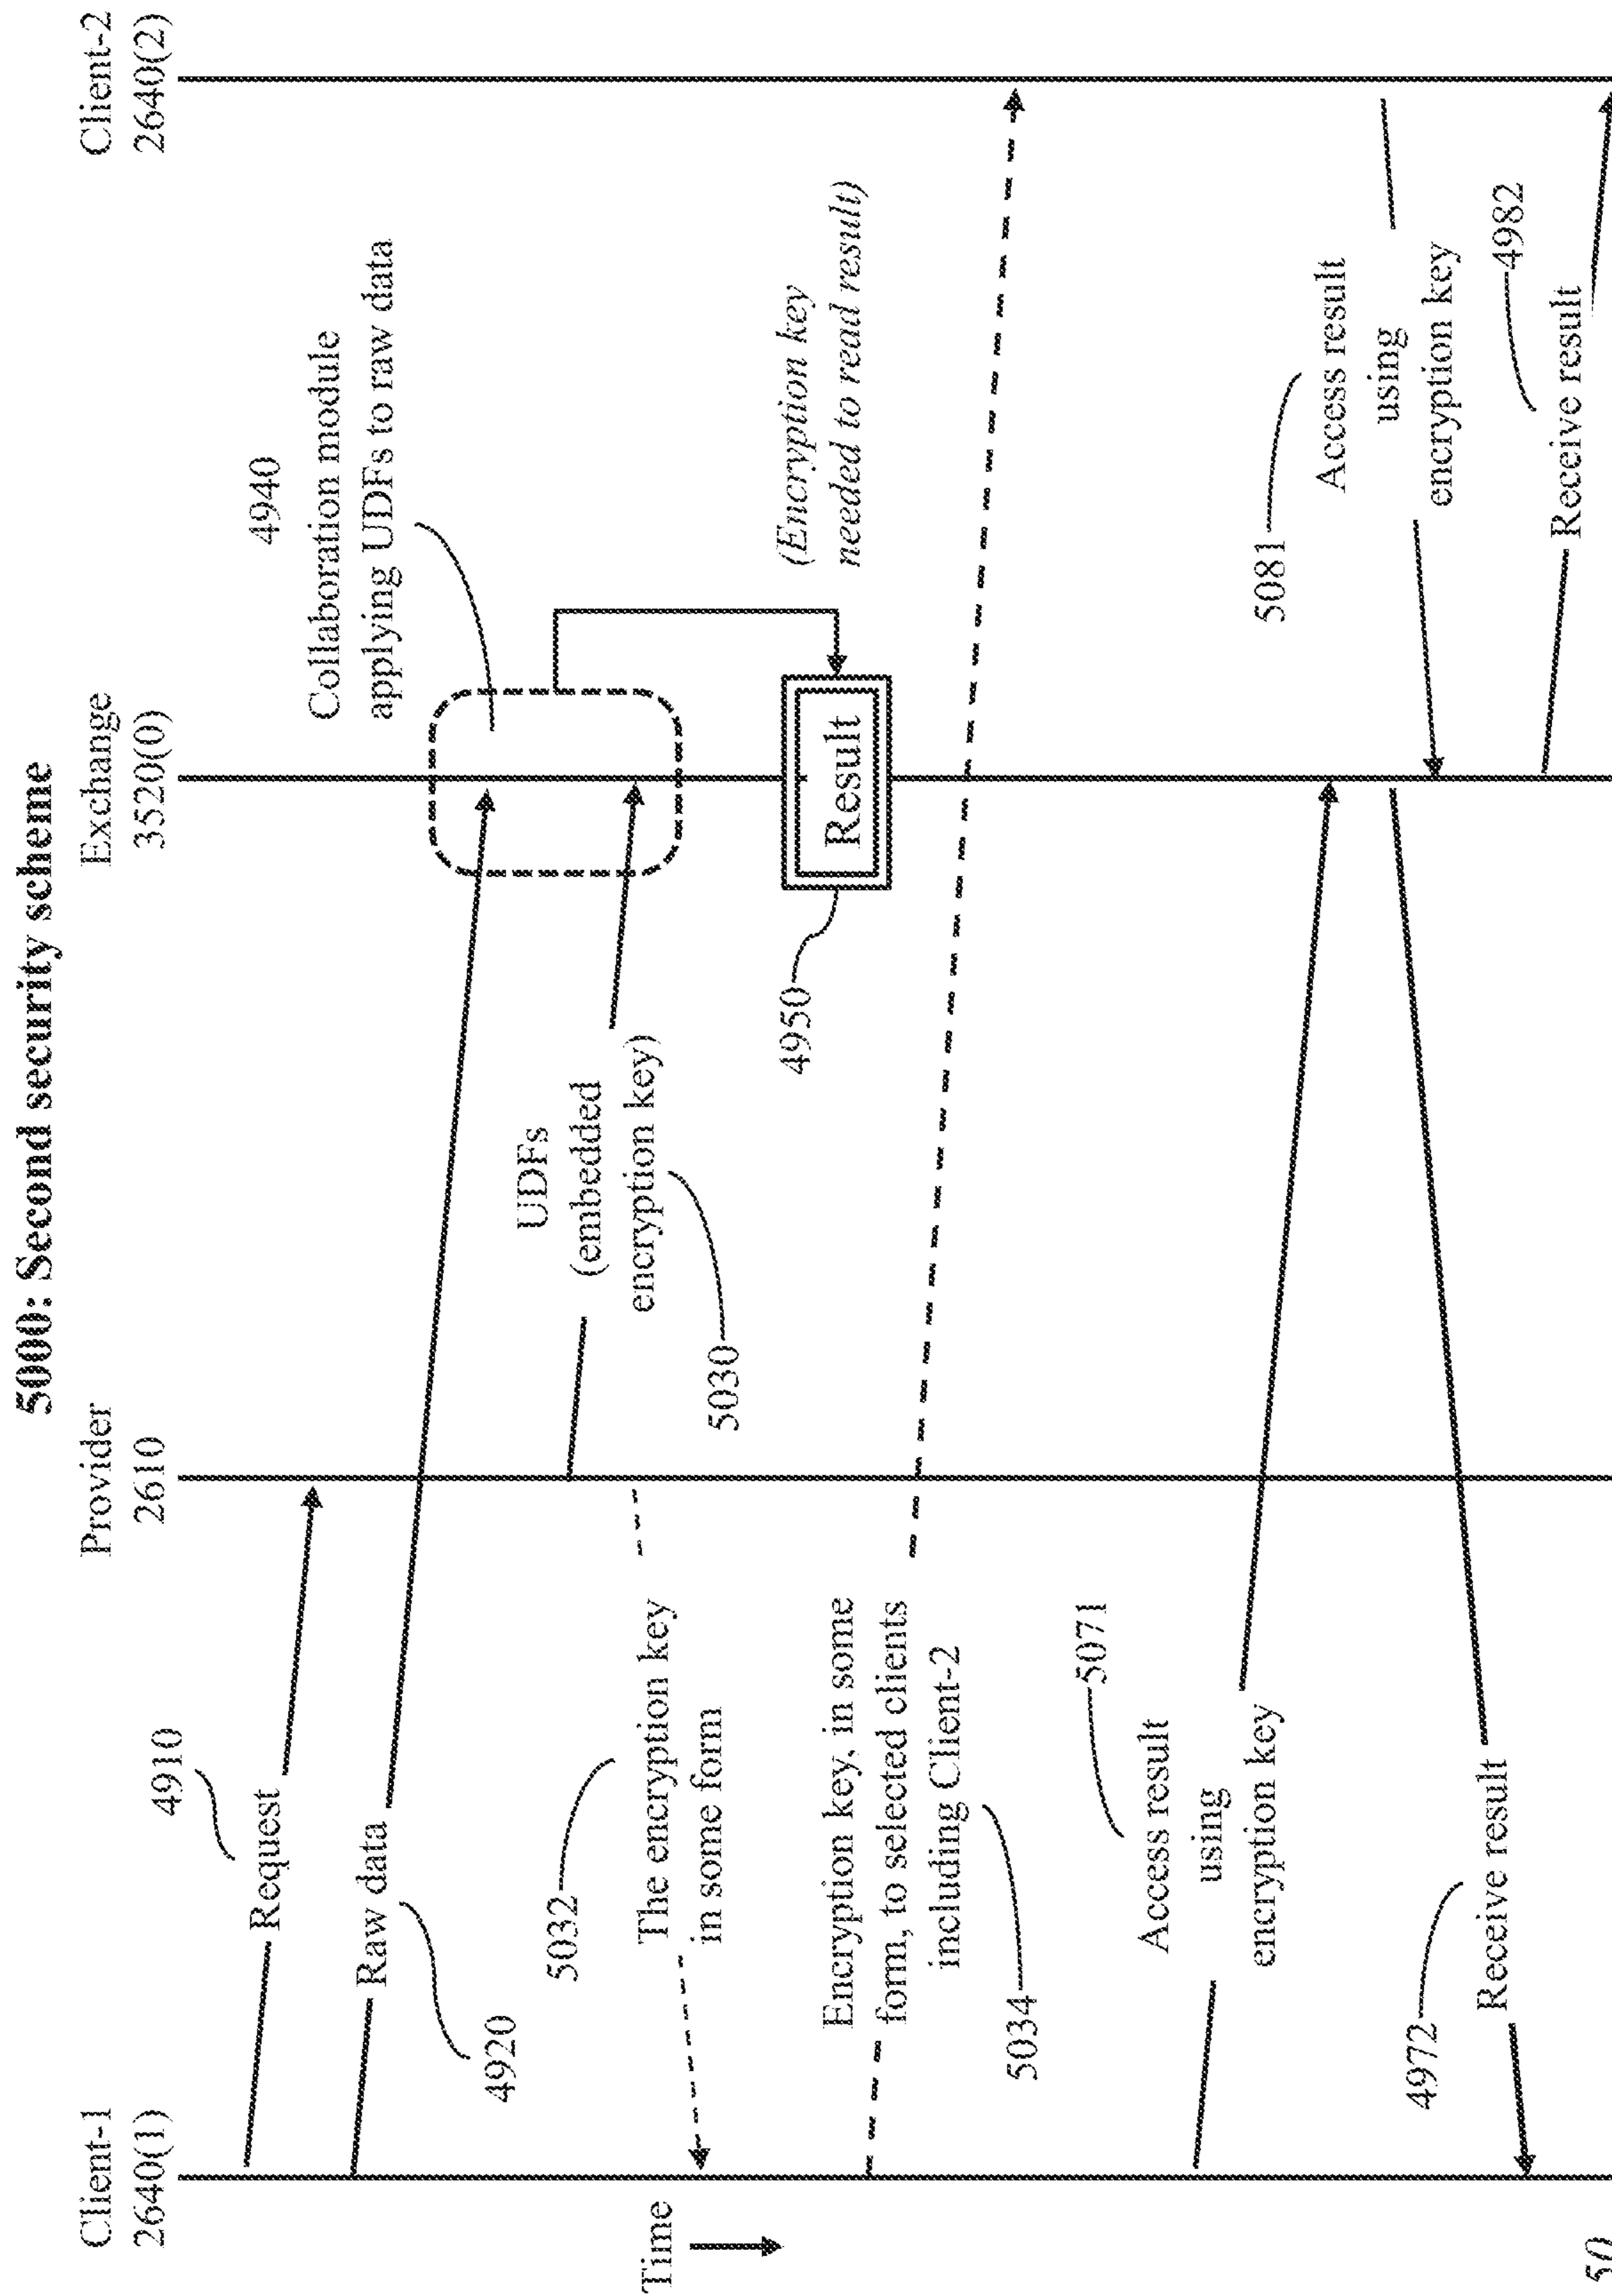 5000: Second security scheme
Client-1
2640(1)
Provider
2610
Exchange
3520(0)
Client-2
2640(2)
4910
Request
Raw data
4920
4940
Collaboration module
applying UDFs to raw data
UDFs
(embedded
encryption key)
5030
5032
The encryption key
in some form
Time
Result
4950
(Encryption key
needed to read result)
Encryption key, in some
form, to selected clients
including Client-2
5034
5071
Access result
using
encryption key
5081
Access result
using
encryption key
4972
Receive result
4982
Receive result
50